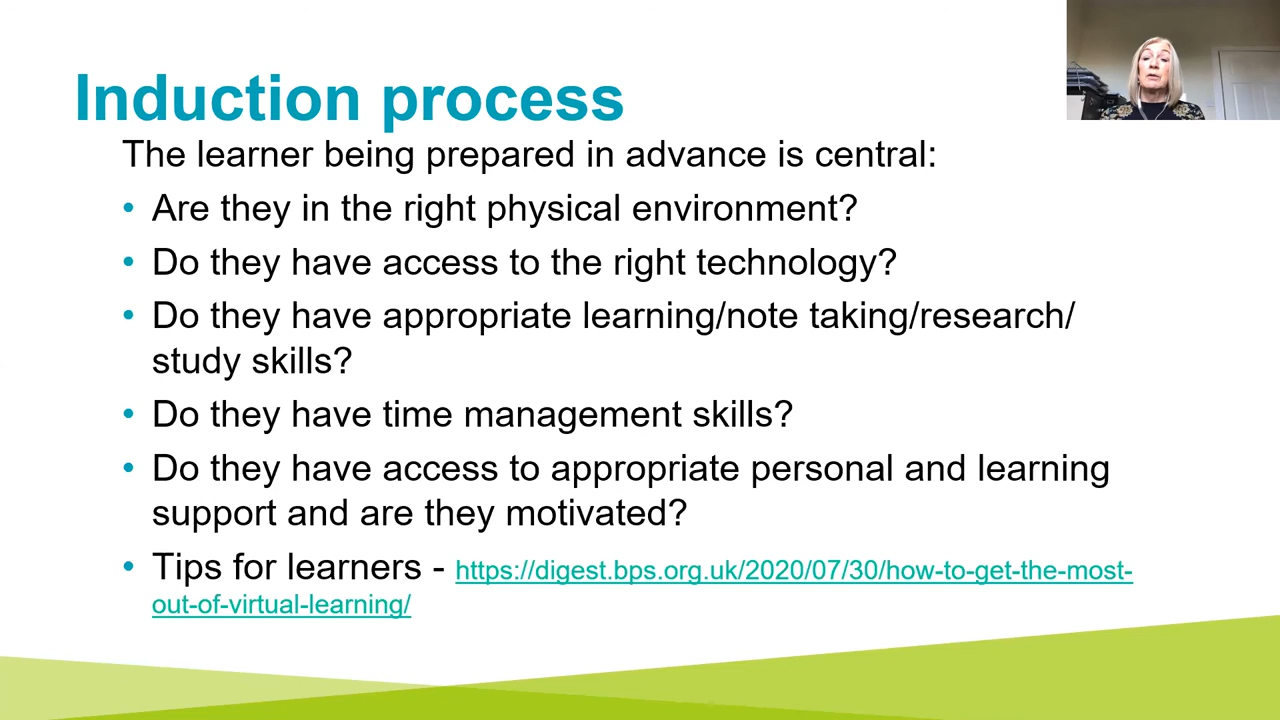 Induction process
The learner being prepared in advance is central:
• Are they in the right physical environment?
• Do they have access to the right technology?
• Do they have appropriate learning/note taking/research/
study skills?
• Do they have time management skills?
• Do they have access to appropriate personal and learning
support and are they motivated?
• Tips for learners - https://digest.bps.org.uk/2020/07/30/how-to-get-the-most-
out-of-virtual-learning/